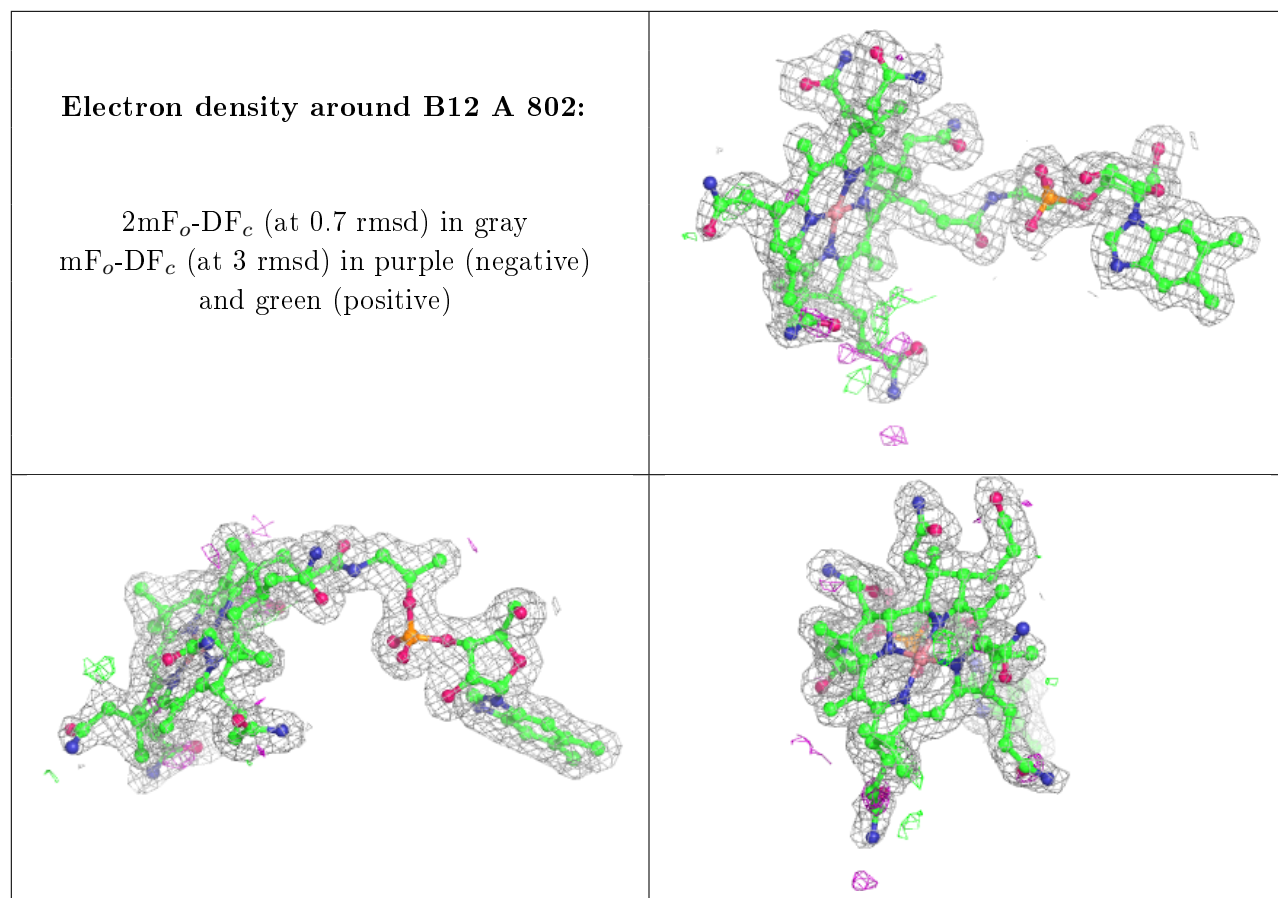 Electron density around B12 A 802:
2mFₒ-DF𝑐 (at 0.7 rmsd) in gray
mFₒ-DF𝑐 (at 3 rmsd) in purple (negative)
and green (positive)